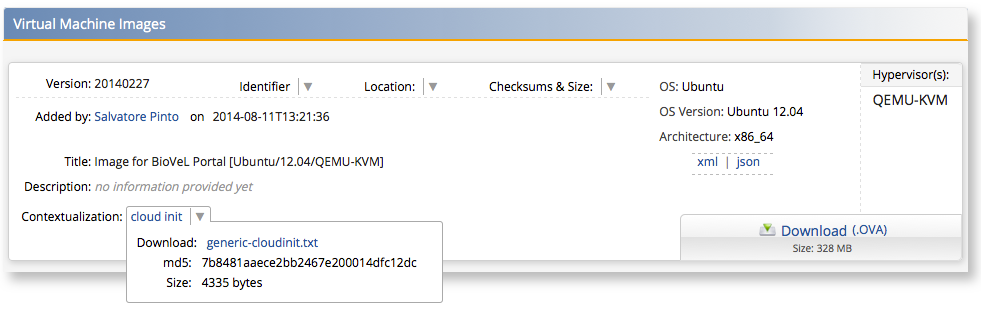 Virtual Machine Images
Version: 20140227 Identifier Location: Checksums & Size:
Added by: Salvatore Pinto on 2014-08-11T13:21:36
Title: Image for BioVeL Portal [Ubuntu/12.04/QEMU-KVM]
Description: no information provided yet
Contextualization: cloud init
Download: generic-cloudinit.txt
md5: 7b8481aaece2bb2467e200014dfc12dc
Size: 4335 bytes
OS: Ubuntu
OS Version: Ubuntu 12.04
Architecture: x86_64
xml | json
Hypervisor(s):
QEMU-KVM
Download (.OVA)
Size: 328 MB